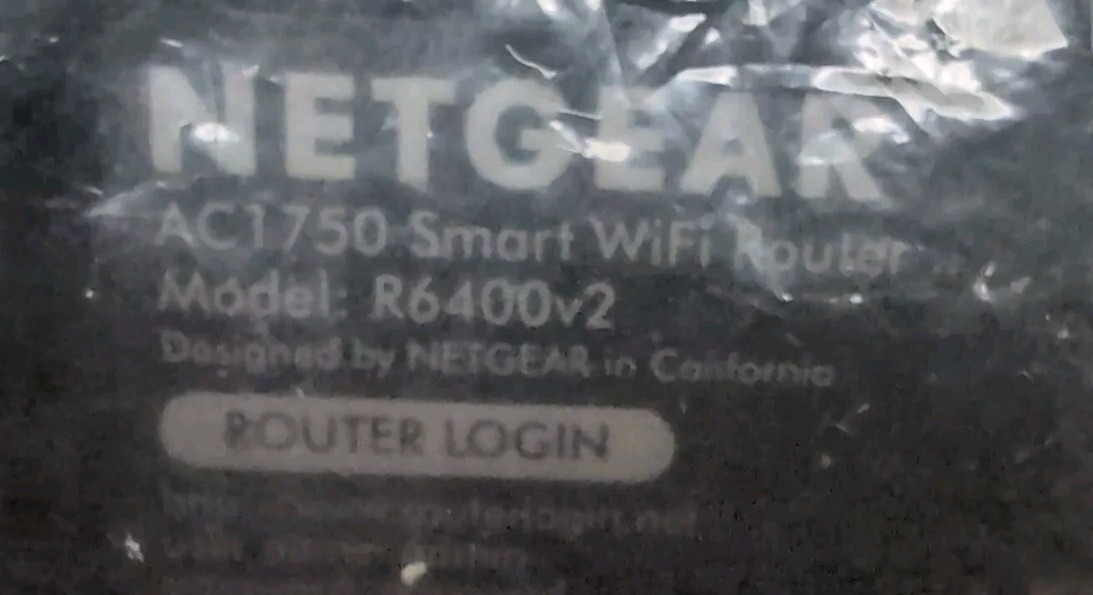 NETGEAR
AC1750 Smart WiFi Router
Model: R6400v2
Designed by NETGEAR in California
ROUTER LOGIN